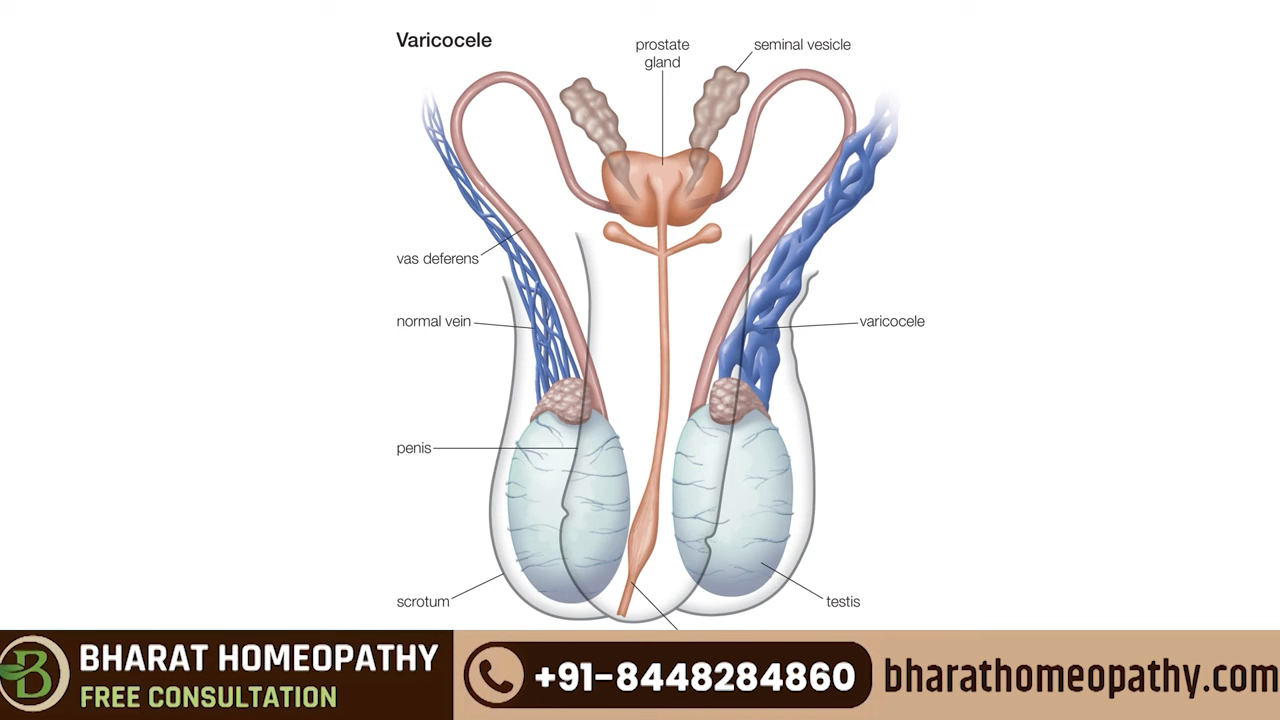 Varicocele
prostate
gland
seminal vesicle
vas deferens
normal vein
varicocele
penis
scrotum
testis
B
BHARAT HOMEOPATHY
FREE CONSULTATION
+91-8448284860
bharathomeopathy.com